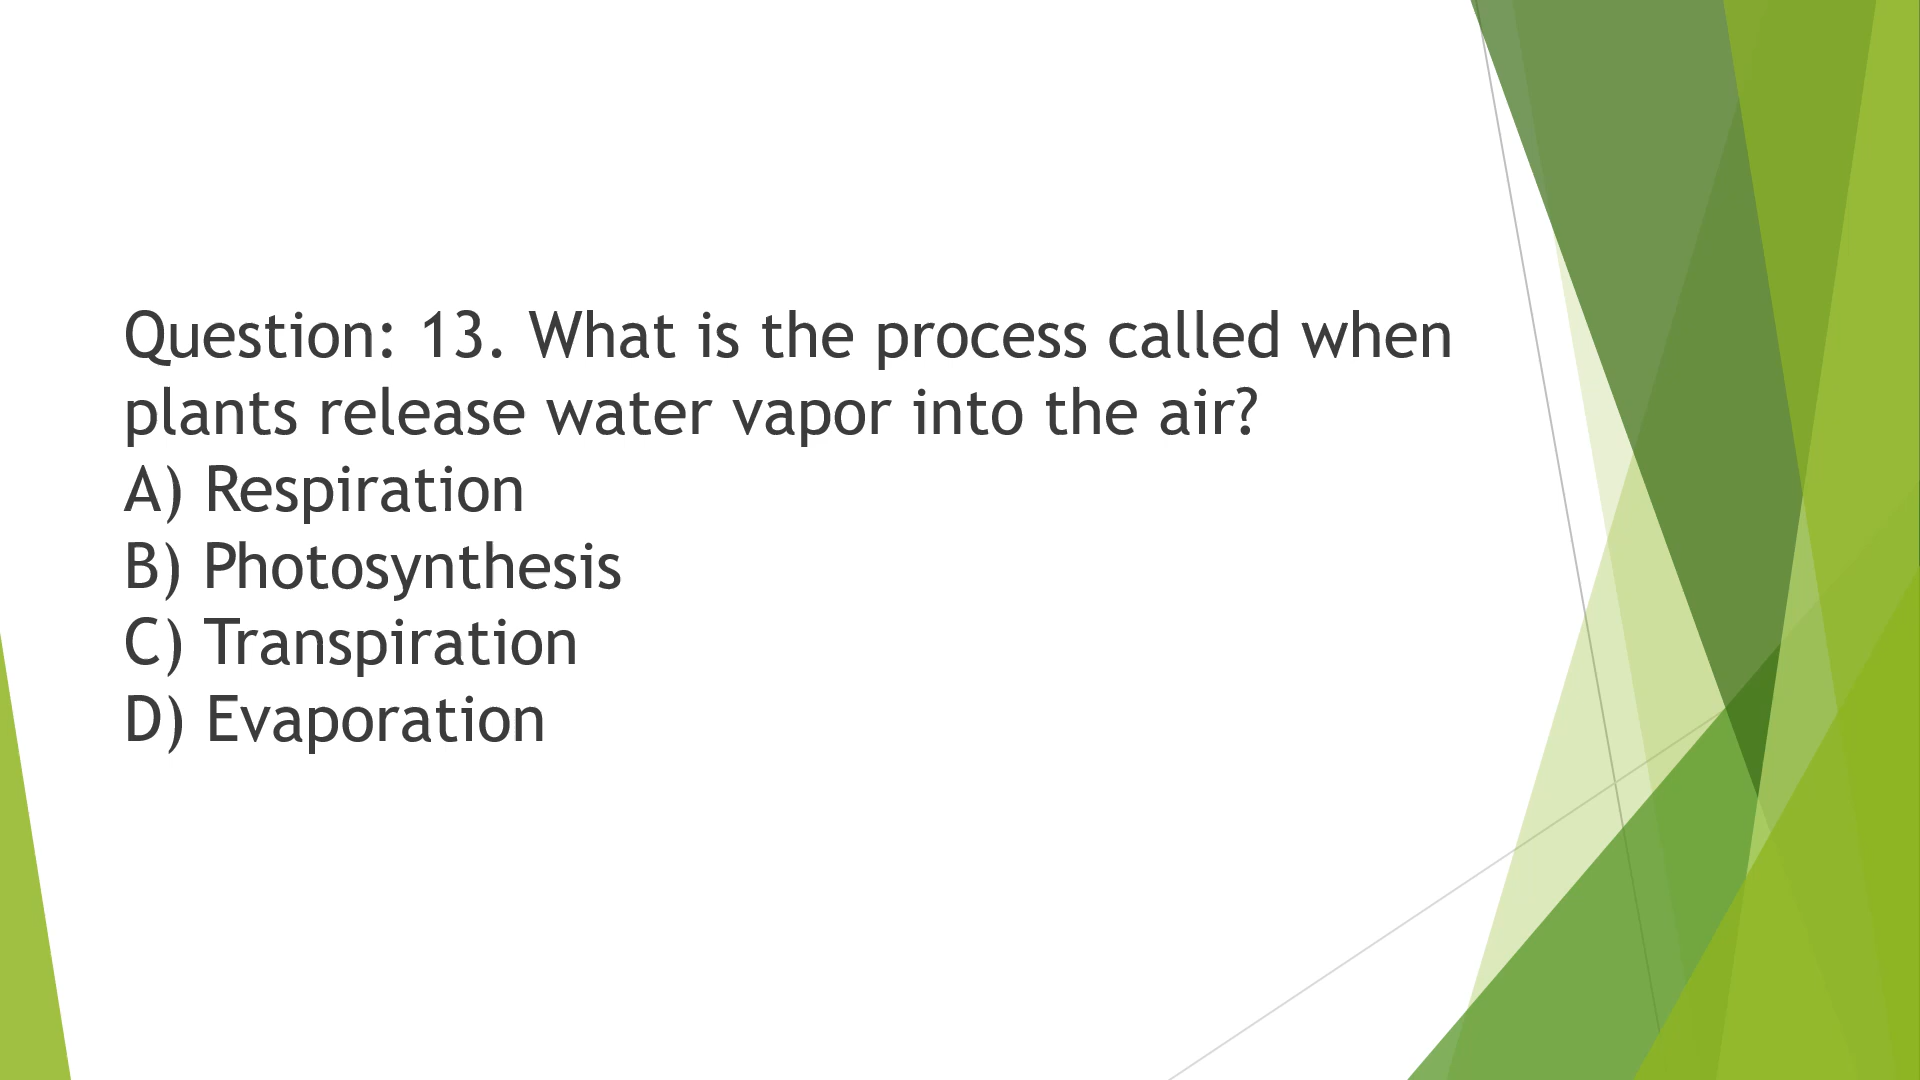 Question: 13. What is the process called when
plants release water vapor into the air?
A) Respiration
B) Photosynthesis
C) Transpiration
D) Evaporation